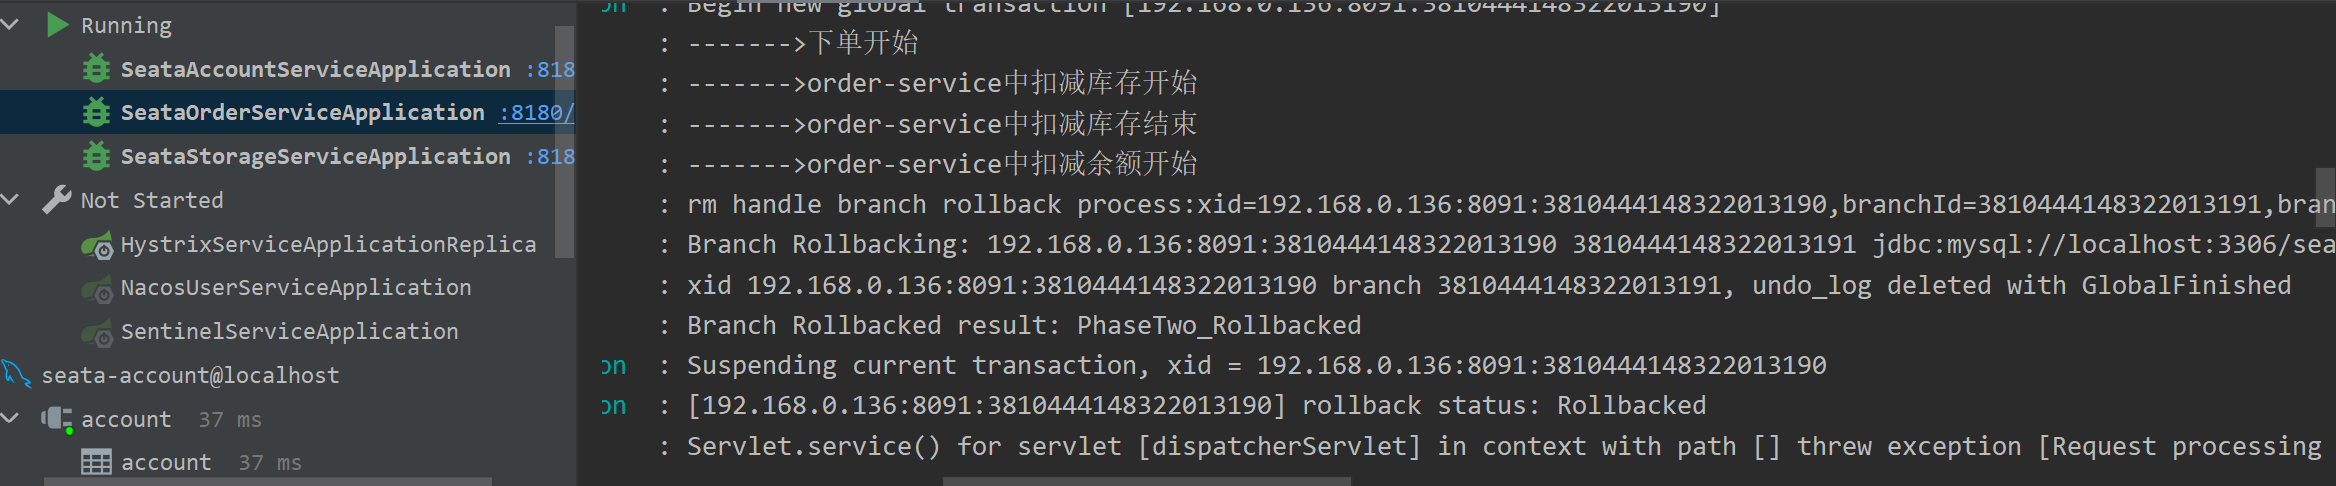 Running
SeataAccountServiceApplication :818
SeataOrderServiceApplication :8180/
SeataStorageServiceApplication :818
Not Started
HystrixServiceApplicationReplica
NacosUserServiceApplication
SentinelServiceApplication
seata-account@localhost
account 37 ms
account 37 ms
on : Begin new global transaction [192.168.0.136:8091:3810444148322013190]
: ------->下单开始
: ------->order-service中扣减库存开始
: ------->order-service中扣减库存结束
: ------->order-service中扣减余额开始
: rm handle branch rollback process:xid=192.168.0.136:8091:3810444148322013190,branchId=3810444148322013191,bran
: Branch Rollbacking: 192.168.0.136:8091:3810444148322013190 3810444148322013191 jdbc:mysql://localhost:3306/sea
: xid 192.168.0.136:8091:3810444148322013190 branch 3810444148322013191, undo_log deleted with GlobalFinished
: Branch Rollbacked result: PhaseTwo_Rollbacked
on : Suspending current transaction, xid = 192.168.0.136:8091:3810444148322013190
on : [192.168.0.136:8091:3810444148322013190] rollback status: Rollbacked
: Servlet.service() for servlet [dispatcherServlet] in context with path [] threw exception [Request processing